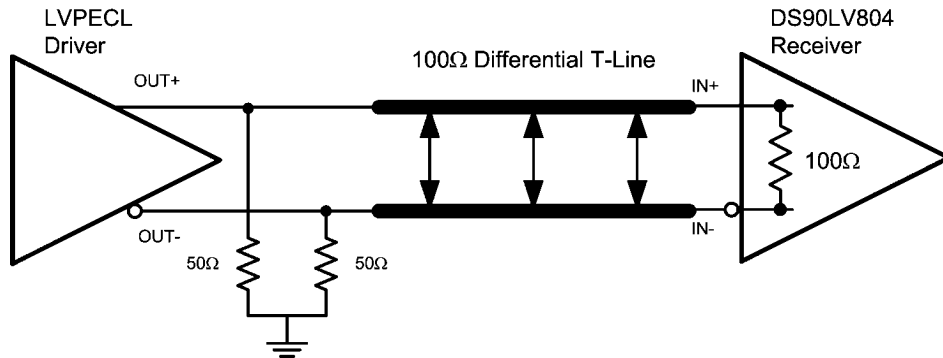 LVPECL
Driver
DS90LV804
Receiver
100Ω Differential T-Line
OUT+
IN+
100Ω
OUT-
IN-
50Ω
50Ω